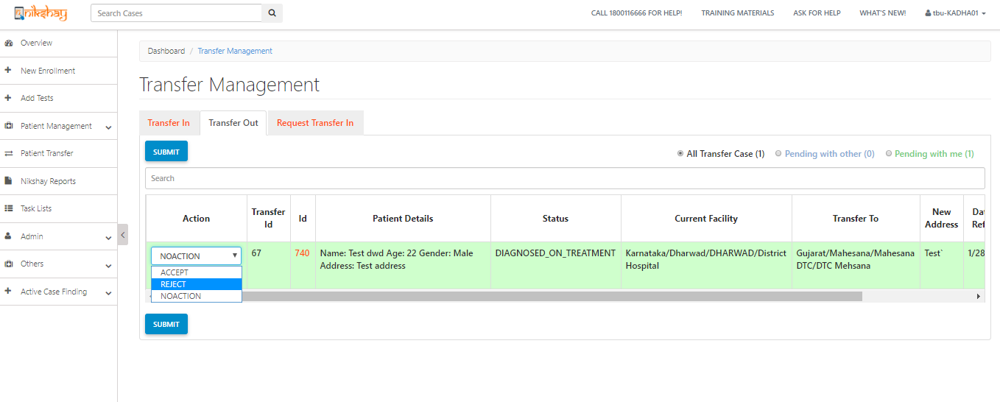 nikshay
Search Cases
CALL 1800116666 FOR HELP!
TRAINING MATERIALS
ASK FOR HELP
WHAT'S NEW!
tbu-KADHA01
Overview
New Enrollment
Add Tests
Patient Management
Patient Transfer
Nikshay Reports
Task Lists
Admin
Others
Active Case Finding
Dashboard / Transfer Management
Transfer Management
Transfer In
Transfer Out
Request Transfer In
SUBMIT
All Transfer Case (1)
Pending with other (0)
Pending with me (1)
Search
Action
Transfer
Id
Id
Patient Details
Status
Current Facility
Transfer To
New
Address
Da
Ref
NOACTION
ACCEPT
REJECT
NOACTION
67
740
Name: Test dwd Age: 22 Gender: Male
Address: Test address
DIAGNOSED_ON_TREATMENT
Karnataka/Dharwad/DHARWAD/District
Hospital
Gujarat/Mahesana/Mahesana
DTC/DTC Mehsana
Test`
1/28
SUBMIT